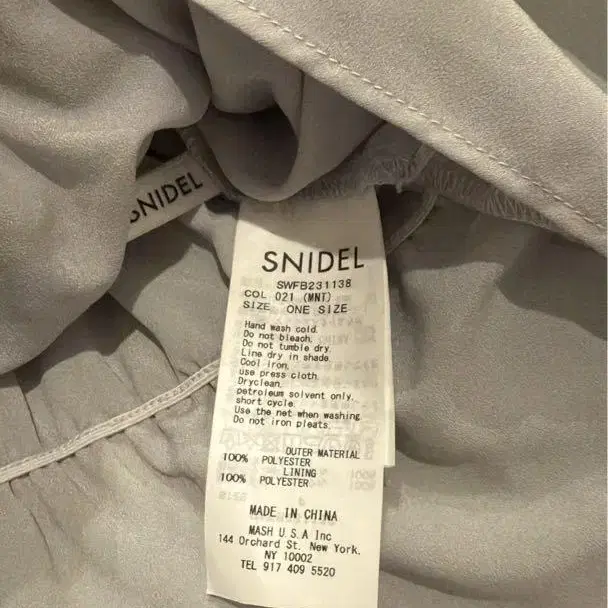 SNIDEL
SNIDEL
SWFB231138
COL 021 (MNT)
SIZE ONE SIZE
Hand wash cold.
Do not bleach.
Do not tumble dry.
Line dry in shade.
Cool iron.
use press cloth.
Dryclean.
petroleum solvent only.
short cycle.
Use the net when washing
Do not iron pleats.
OUTER MATERIAL
100% POLYESTER
LINING
100% POLYESTER
MADE IN CHINA
MASH U.S.A Inc
144 Orchard St. New York.
NY 10002
TEL 917 409 5520